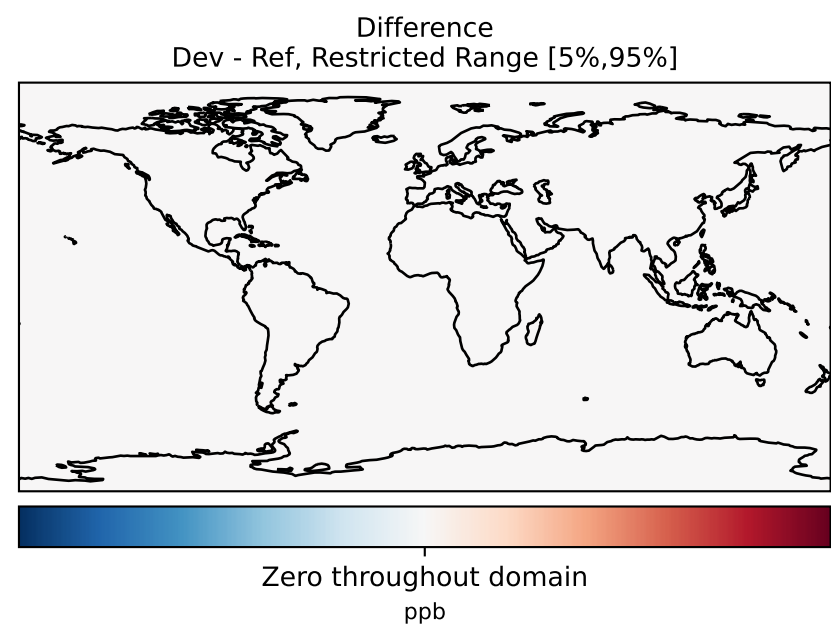 Difference
Dev - Ref, Restricted Range [5%,95%]
Zero throughout domain
ppb